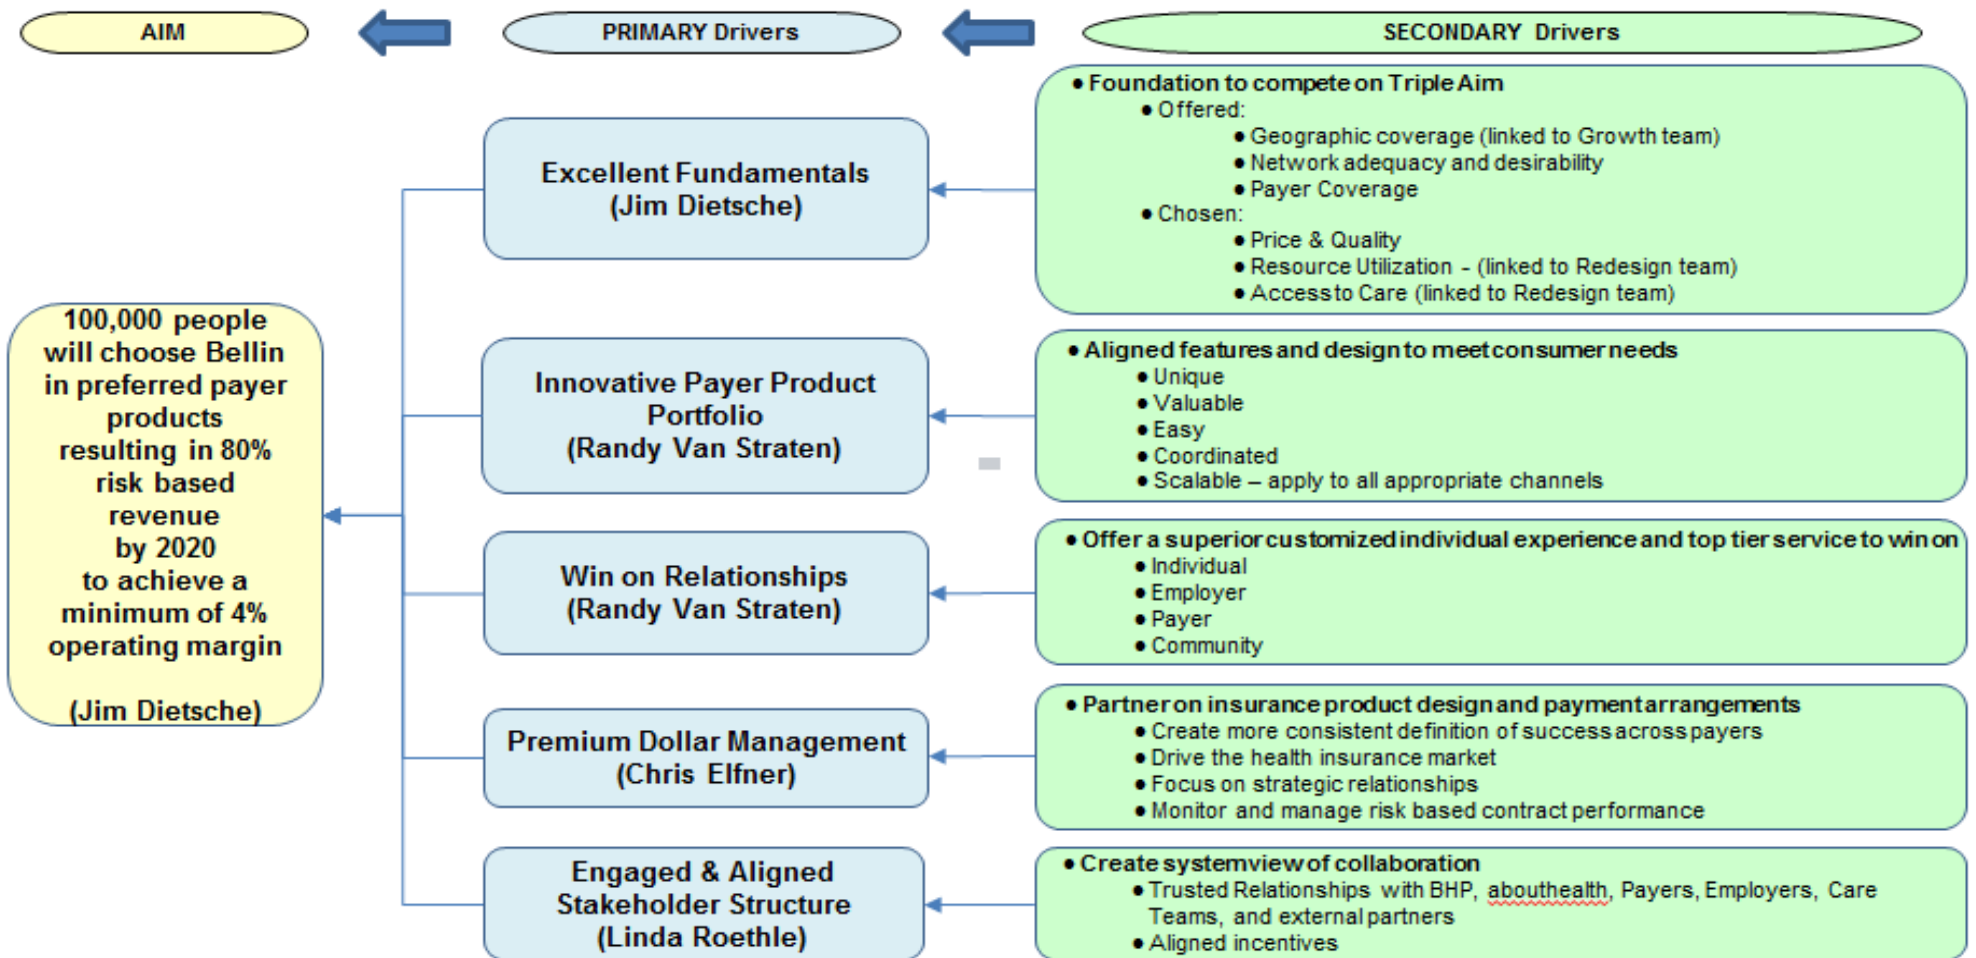 AIM
PRIMARY Drivers
SECONDARY Drivers
100,000 people
will choose Bellin
in preferred payer
products
resulting in 80%
risk based
revenue
by 2020
to achieve a
minimum of 4%
operating margin
(Jim Dietsche)
Excellent Fundamentals
(Jim Dietsche)
● Foundation to compete on Triple Aim
● Offered:
● Geographic coverage (linked to Growth team)
● Network adequacy and desirability
● Payer Coverage
● Chosen:
● Price & Quality
● Resource Utilization - (linked to Redesign team)
● Access to Care (linked to Redesign team)
Innovative Payer Product
Portfolio
(Randy Van Straten)
● Aligned features and design to meet consumer needs
● Unique
● Valuable
● Easy
● Coordinated
● Scalable – apply to all appropriate channels
Win on Relationships
(Randy Van Straten)
● Offer a superior customized individual experience and top tier service to win on
● Individual
● Employer
● Payer
● Community
Premium Dollar Management
(Chris Elfner)
● Partner on insurance product design and payment arrangements
● Create more consistent definition of success across payers
● Drive the health insurance market
● Focus on strategic relationships
● Monitor and manage risk based contract performance
Engaged & Aligned
Stakeholder Structure
(Linda Roethle)
● Create system view of collaboration
● Trusted Relationships with BHP, abouthealth, Payers, Employers, Care
Teams, and external partners
● Aligned incentives